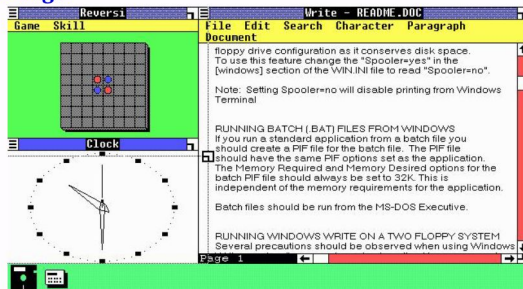 Reversi
Game Skill
Clock
Write - README.DOC
File Edit Search Character Paragraph
Document
floppy drive configuration as it conserves disk space.
To use this feature change the "Spooler=yes" in the
[windows] section of the WIN.INI file to read "Spooler=no".
Note: Setting Spooler=no will disable printing from Windows
Terminal
RUNNING BATCH (.BAT) FILES FROM WINDOWS
If you run a standard application from a batch file you
should create a PIF file for the batch file. The PIF file
should have the same PIF options set as the application.
The Memory Required and Memory Desired options for the
batch PIF file should always be set to 32K. This is
independent of the memory requirements for the application.
Batch files should be run from the MS-DOS Executive.
RUNNING WINDOWS WRITE ON A TWO FLOPPY SYSTEM
Several precautions should be observed when using Windows
Page 1